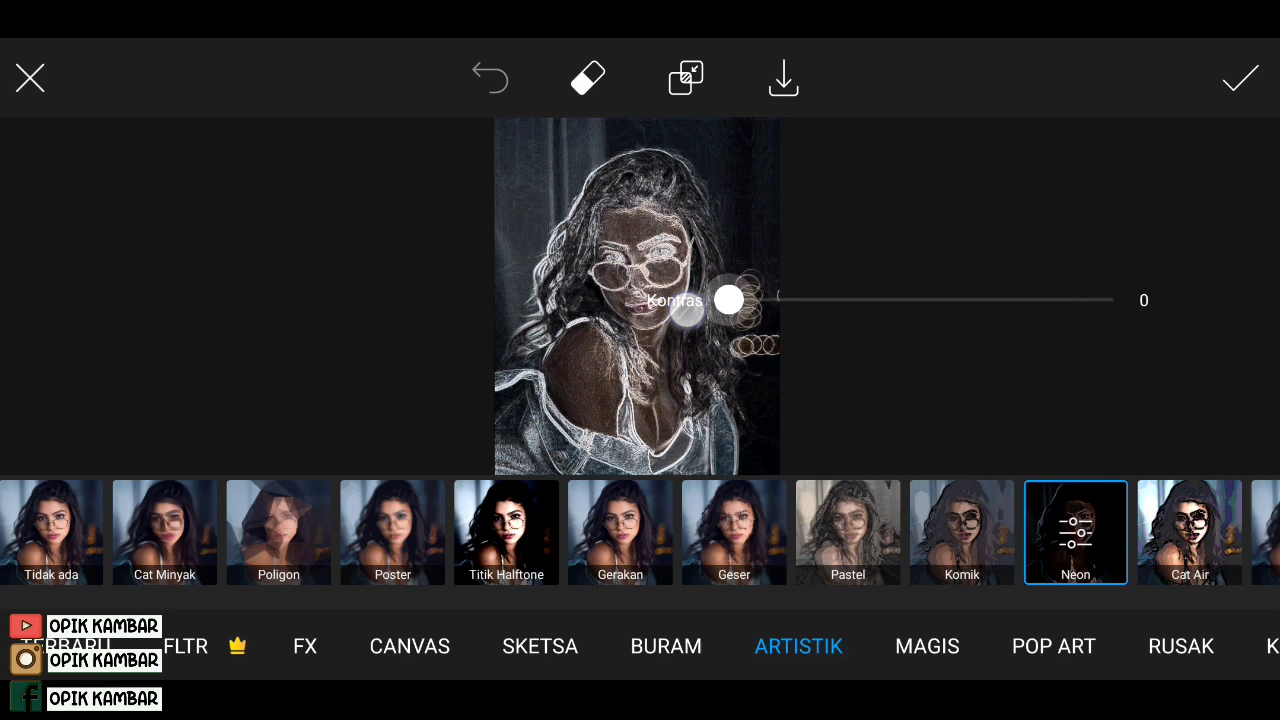 Kontras 0
Tidak ada Cat Minyak Poligon Poster Titik Halftone Gerakan Geser Pastel Komik Neon Cat Air
TERBARU FLTR FX CANVAS SKETSA BURAM ARTISTIK MAGIS POP ART RUSAK K
OPIK KAMBAR
OPIK KAMBAR
OPIK KAMBAR